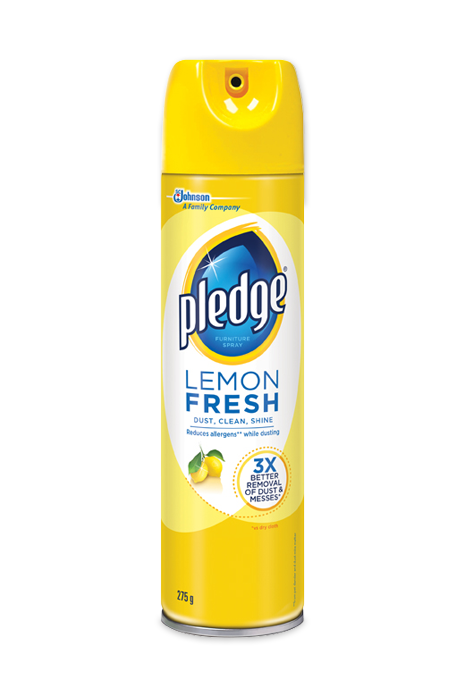 SC Johnson
A Family Company
pledge®
FURNITURE
SPRAY
LEMON
FRESH
DUST, CLEAN, SHINE
Reduces allergens** while dusting
3X
BETTER
REMOVAL
OF DUST &
MESSES*
275 g